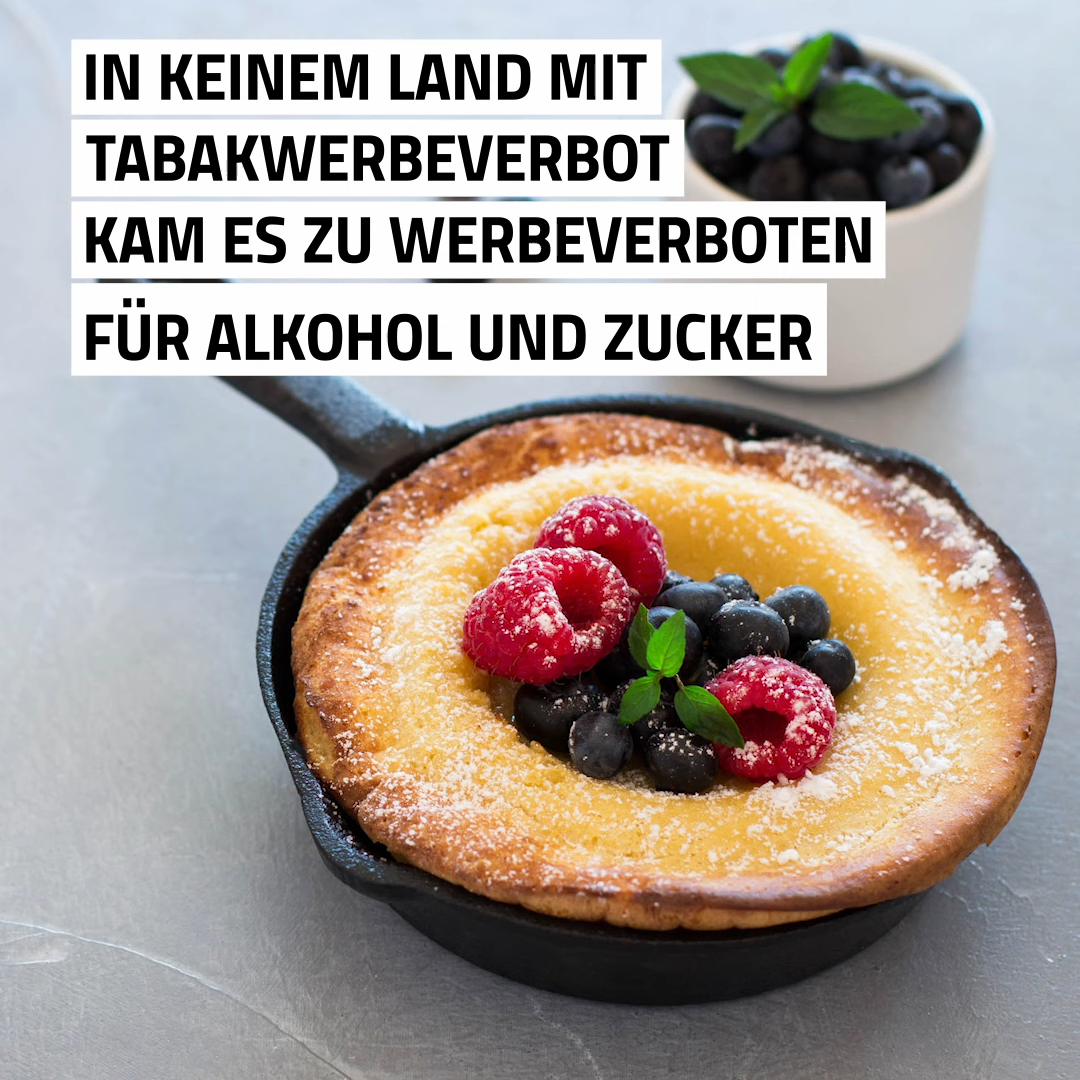 IN KEINEM LAND MIT
TABAKWERBEVERBOT
KAM ES ZU WERBEVERBOTEN
FÜR ALKOHOL UND ZUCKER